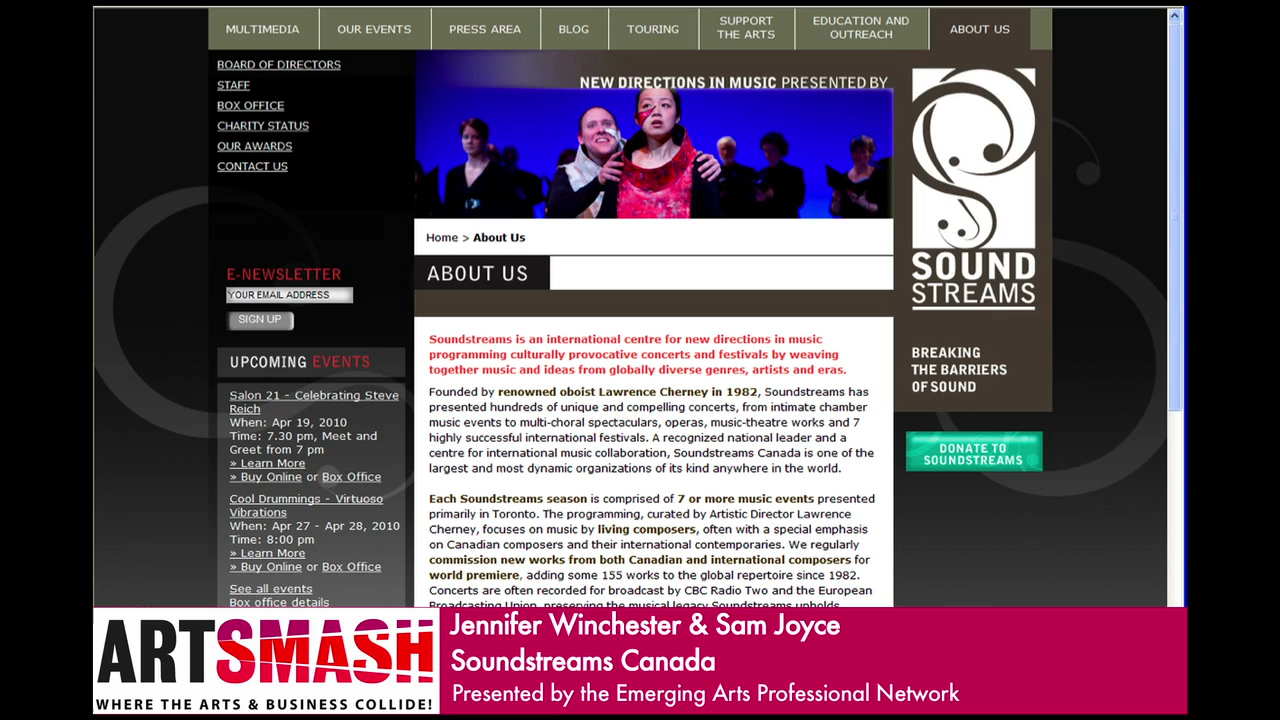 MULTIMEDIA
OUR EVENTS
PRESS AREA
BLOG
TOURING
SUPPORT
THE ARTS
EDUCATION AND
OUTREACH
ABOUT US
BOARD OF DIRECTORS
STAFF
BOX OFFICE
CHARITY STATUS
OUR AWARDS
CONTACT US
E-NEWSLETTER
YOUR EMAIL ADDRESS
SIGN UP
UPCOMING EVENTS
Salon 21 - Celebrating Steve
Reich
When: Apr 19, 2010
Time: 7.30 pm, Meet and
Greet from 7 pm
» Learn More
» Buy Online or Box Office
Cool Drummings - Virtuoso
Vibrations
When: Apr 27 - Apr 28, 2010
Time: 8:00 pm
» Learn More
» Buy Online or Box Office
See all events
Box office details
NEW DIRECTIONS IN MUSIC PRESENTED BY
Home > About Us
ABOUT US
Soundstreams is an international centre for new directions in music
programming culturally provocative concerts and festivals by weaving
together music and ideas from globally diverse genres, artists and eras.
Founded by renowned oboist Lawrence Cherney in 1982, Soundstreams has
presented hundreds of unique and compelling concerts, from intimate chamber
music events to multi-choral spectaculars, operas, music-theatre works and 7
highly successful international festivals. A recognized national leader and a
centre for international music collaboration, Soundstreams Canada is one of the
largest and most dynamic organizations of its kind anywhere in the world.
Each Soundstreams season is comprised of 7 or more music events presented
primarily in Toronto. The programming, curated by Artistic Director Lawrence
Cherney, focuses on music by living composers, often with a special emphasis
on Canadian composers and their international contemporaries. We regularly
commission new works from both Canadian and international composers for
world premiere, adding some 155 works to the global repertoire since 1982.
Concerts are often recorded for broadcast by CBC Radio Two and the European
Broadcasting Union, preserving the musical legacy Soundstreams upholds
SOUND
STREAMS
BREAKING
THE BARRIERS
OF SOUND
DONATE TO
SOUNDSTREAMS
ARTSMASH
WHERE THE ARTS & BUSINESS COLLIDE!
Jennifer Winchester & Sam Joyce
Soundstreams Canada
Presented by the Emerging Arts Professional Network